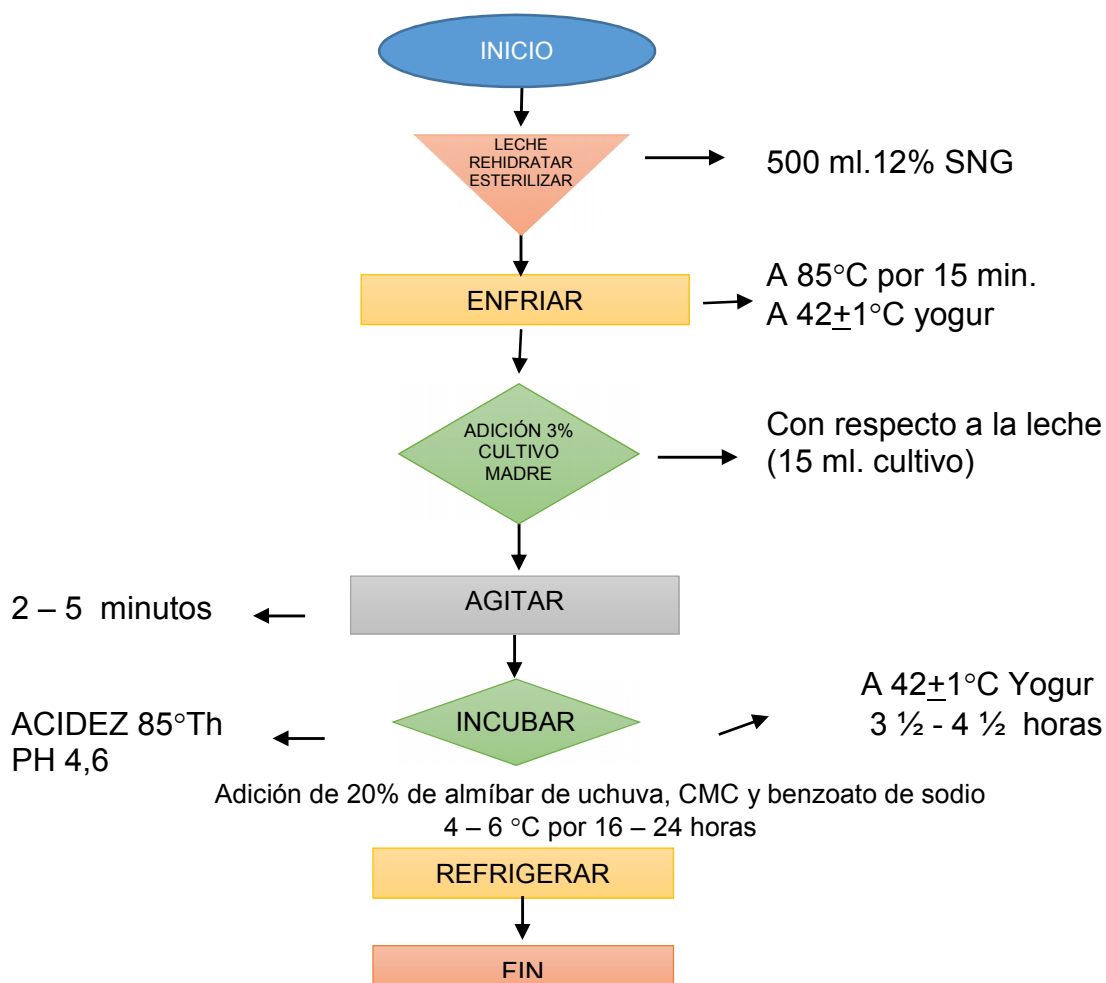 INICIO
LECHE
REHIDRATAR
ESTERILIZAR
500 ml.12% SNG
ENFRIAR
A 85°C por 15 min.
A 42±1°C yogur
ADICIÓN 3%
CULTIVO
MADRE
Con respecto a la leche
(15 ml. cultivo)
AGITAR
2 – 5 minutos
INCUBAR
A 42±1°C Yogur
3 ½ - 4 ½ horas
ACIDEZ 85°Th
PH 4,6
Adición de 20% de almíbar de uchuva, CMC y benzoato de sodio
4 – 6 °C por 16 – 24 horas
REFRIGERAR
FIN